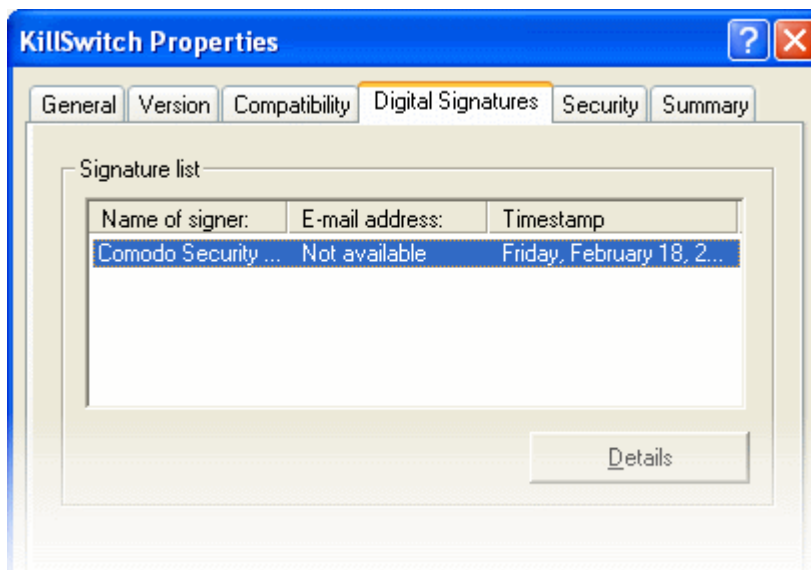 KillSwitch Properties
General Version Compatibility Digital Signatures Security Summary
Signature list
Name of signer: E-mail address: Timestamp
Comodo Security ... Not available Friday, February 18, 2...
Details